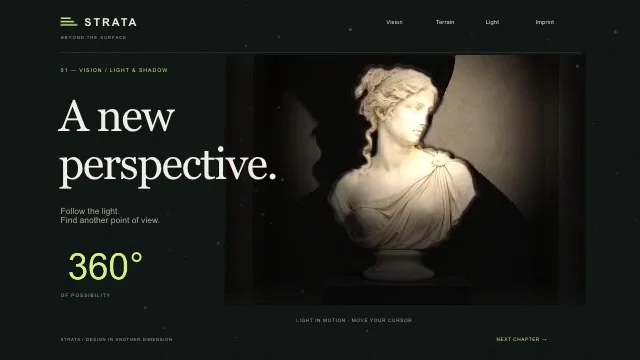 STRATA
BEYOND THE SURFACE
Vision
Terrain
Light
Imprint
01 — VISION / LIGHT & SHADOW
A new
perspective.
Follow the light.
Find another point of view.
360°
OF POSSIBILITY
LIGHT IN MOTION · MOVE YOUR CURSOR
STRATA / DESIGN IN ANOTHER DIMENSION
NEXT CHAPTER →